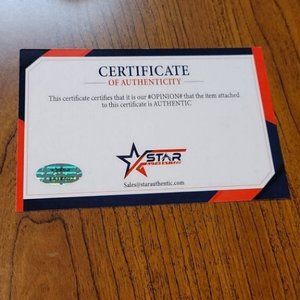 CERTIFICATE
OF AUTHENTICITY
This certificate certifies that it is our #OPINION# that the item attached
to this certificate is AUTHENTIC
STAR
AUTHENTIC
Sales@starauthentic.com